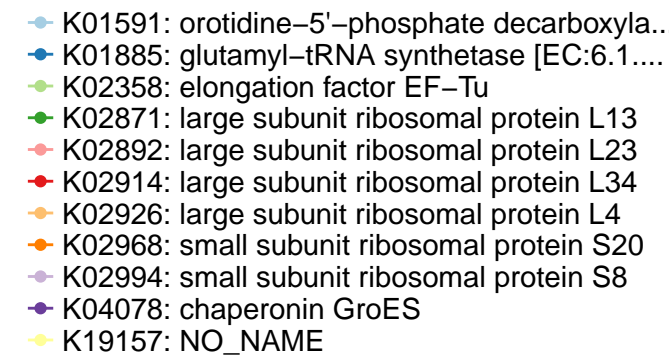 K01591: orotidine−5'−phosphate decarboxyla..
K01885: glutamyl−tRNA synthetase [EC:6.1....
K02358: elongation factor EF−Tu
K02871: large subunit ribosomal protein L13
K02892: large subunit ribosomal protein L23
K02914: large subunit ribosomal protein L34
K02926: large subunit ribosomal protein L4
K02968: small subunit ribosomal protein S20
K02994: small subunit ribosomal protein S8
K04078: chaperonin GroES
K19157: NO_NAME